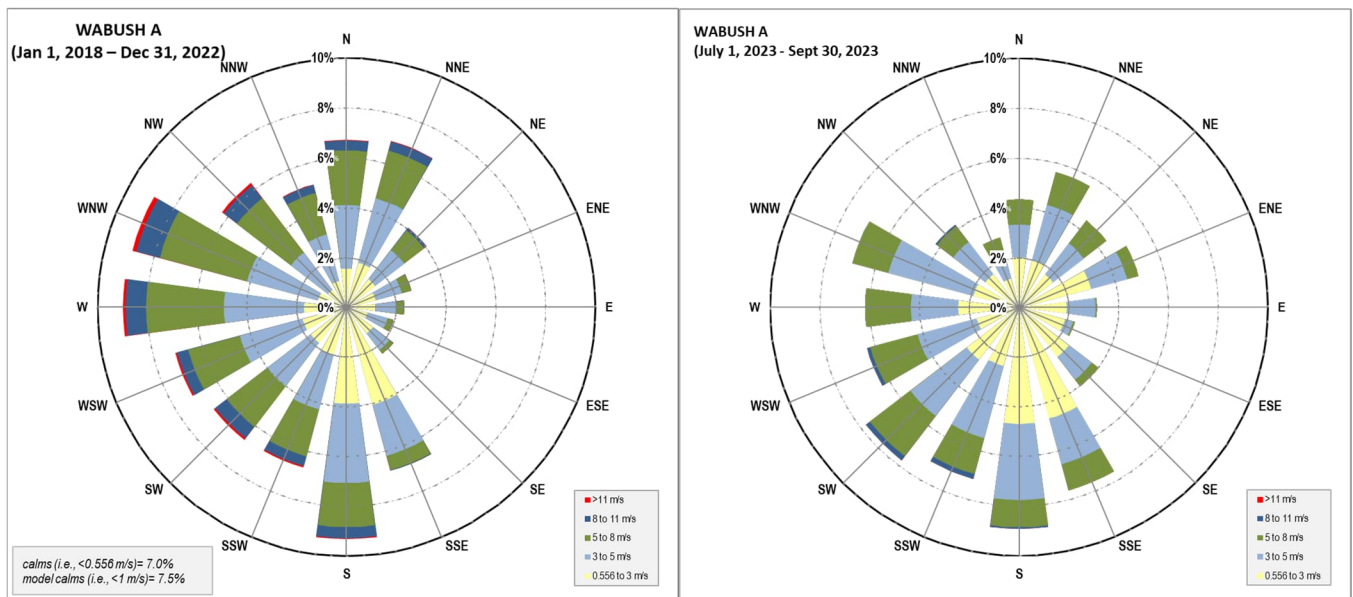 WABUSH A
(Jan 1, 2018 – Dec 31, 2022)
N
NNE
NE
ENE
E
ESE
SE
SSE
S
SSW
SW
WSW
W
WNW
NW
NNW
10%
8%
6%
4%
2%
0%
>11 m/s
8 to 11 m/s
5 to 8 m/s
3 to 5 m/s
0.556 to 3 m/s
calms (i.e., <0.556 m/s)= 7.0%
model calms (i.e., <1 m/s)= 7.5%
WABUSH A
(July 1, 2023 - Sept 30, 2023)
N
NNE
NE
ENE
E
ESE
SE
SSE
S
SSW
SW
WSW
W
WNW
NW
NNW
10%
8%
6%
4%
2%
0%
>11 m/s
8 to 11 m/s
5 to 8 m/s
3 to 5 m/s
0.556 to 3 m/s